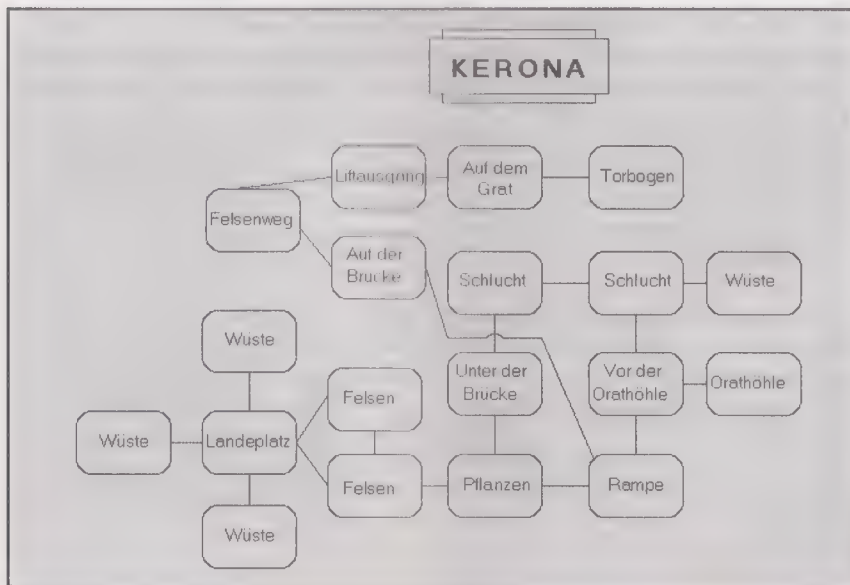 KERONA
Liftausgong
Auf dem
Grat
Torbogen
Felsenweg
Auf der
Brücke
Schlucht
Schlucht
Wüste
Wüste
Felsen
Unter der
Brücke
Vor der
Orathöhle
Orathöhle
Wüste
Landeplatz
Felsen
Pflanzen
Rampe
Wüste